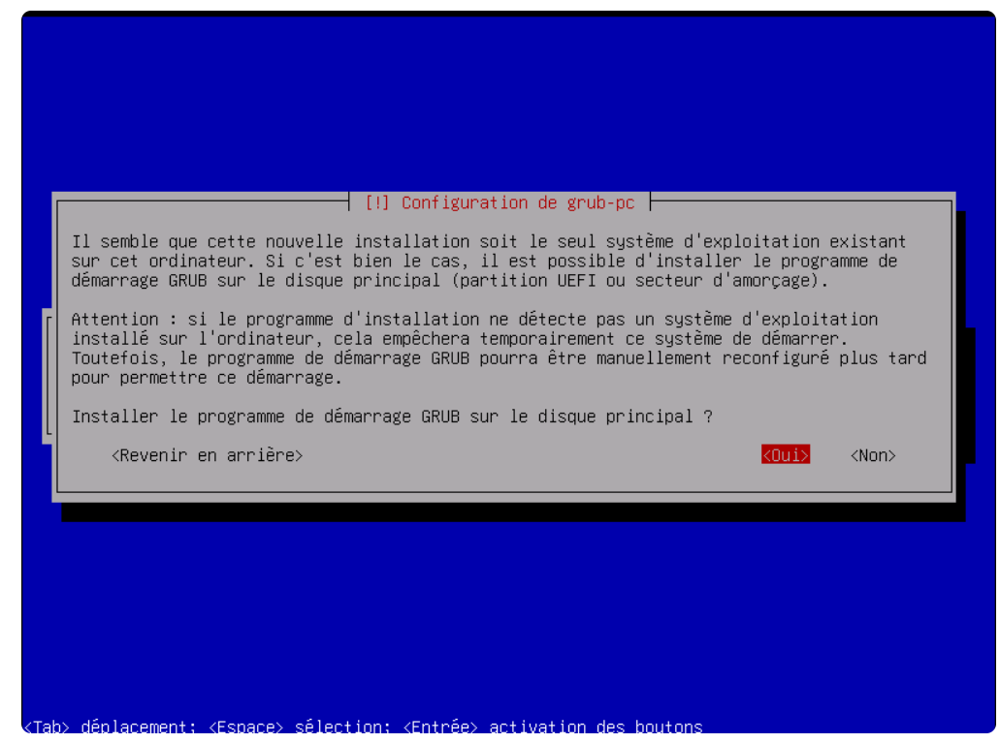 [!] Configuration de grub-pc
Il semble que cette nouvelle installation soit le seul système d'exploitation existant
sur cet ordinateur. Si c'est bien le cas, il est possible d'installer le programme de
démarrage GRUB sur le disque principal (partition UEFI ou secteur d'amorçage).
Attention : si le programme d'installation ne détecte pas un système d'exploitation
installé sur l'ordinateur, cela empêchera temporairement ce système de démarrer.
Toutefois, le programme de démarrage GRUB pourra être manuellement reconfiguré plus tard
pour permettre ce démarrage.
Installer le programme de démarrage GRUB sur le disque principal ?
<Revenir en arrière> <Oui> <Non>
<Tab> déplacement; <Espace> sélection; <Entrée> activation des boutons